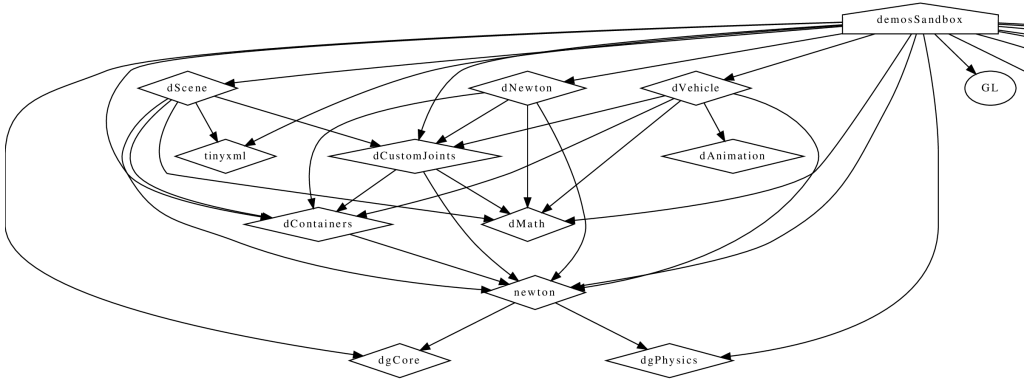 demosSandbox
dScene
dNewton
dVehicle
GL
tinyxml
dCustomJoints
dAnimation
dContainers
dMath
newton
dgCore
dgPhysics